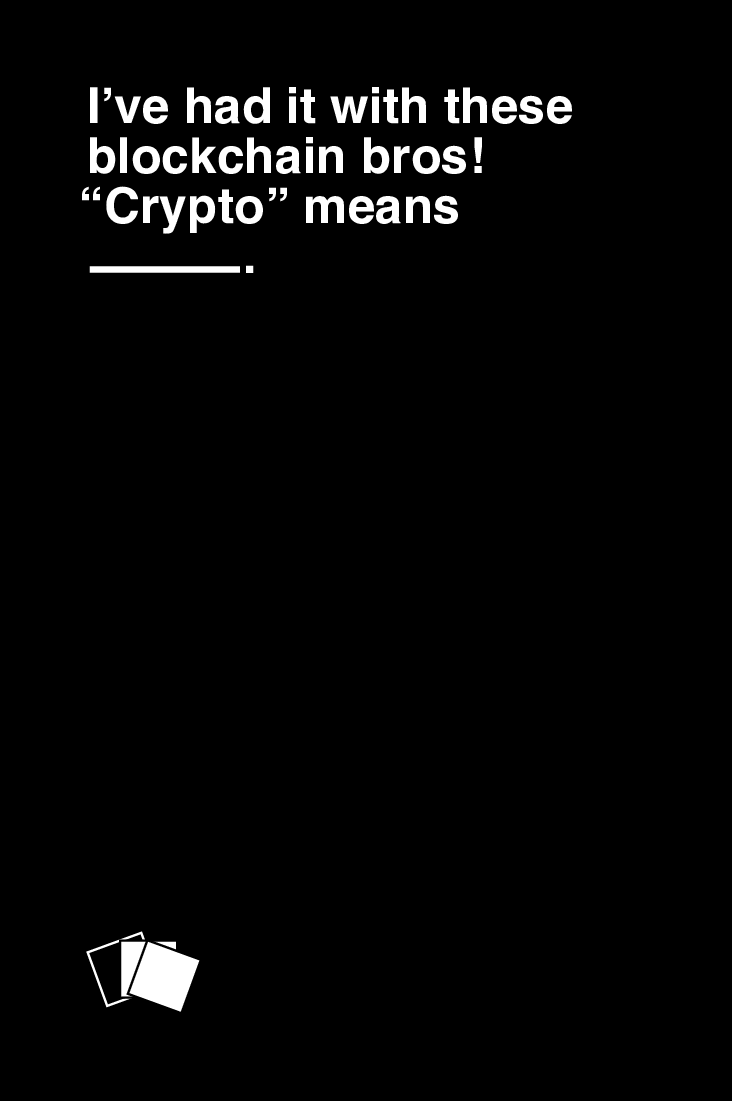 I’ve had it with these
blockchain bros!
“Crypto” means
______.